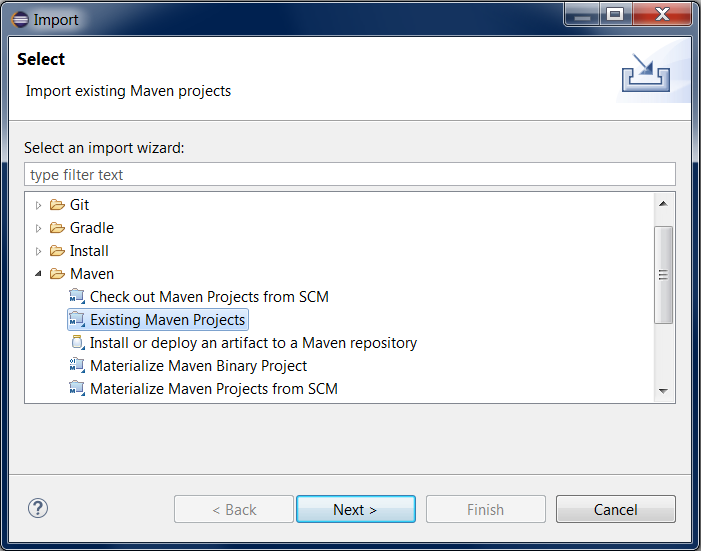 Import
Select
Import existing Maven projects
Select an import wizard:
type filter text
Git
Gradle
Install
Maven
Check out Maven Projects from SCM
Existing Maven Projects
Install or deploy an artifact to a Maven repository
Materialize Maven Binary Project
Materialize Maven Projects from SCM
?
< Back
Next >
Finish
Cancel